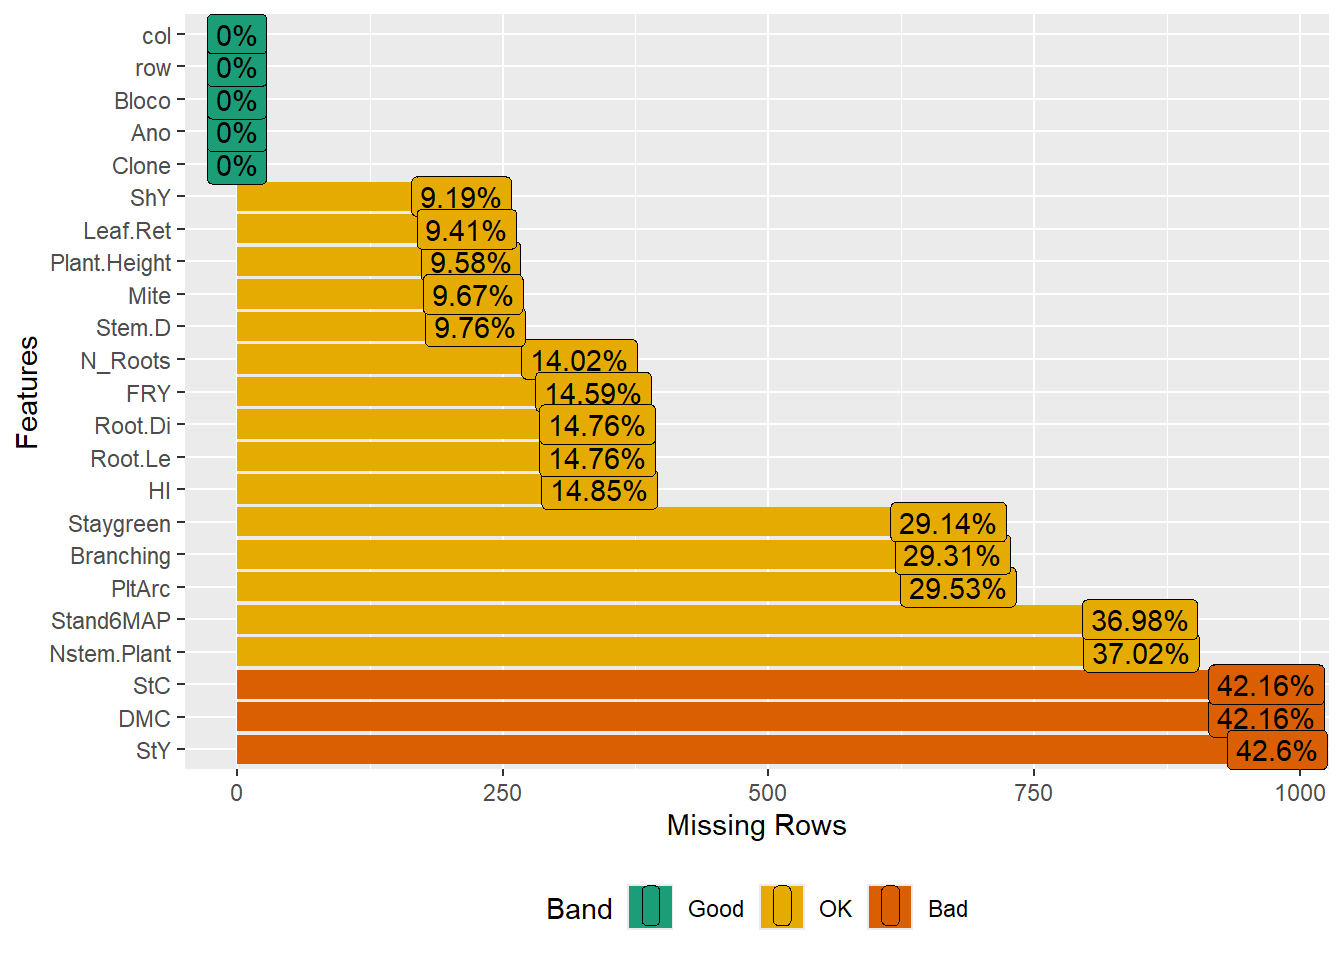 col 0%
row 0%
Bloco 0%
Ano 0%
Clone 0%
ShY 9.19%
Leaf.Ret 9.41%
Plant.Height 9.58%
Mite 9.67%
Stem.D 9.76%
N_Roots 14.02%
FRY 14.59%
Root.Di 14.76%
Root.Le 14.76%
HI 14.85%
Staygreen 29.14%
Branching 29.31%
PltArc 29.53%
Stand6MAP 36.98%
Nstem.Plant 37.02%
StC 42.16%
DMC 42.16%
StY 42.6%
Features
0 250 500 750 1000
Missing Rows
Band Good OK Bad